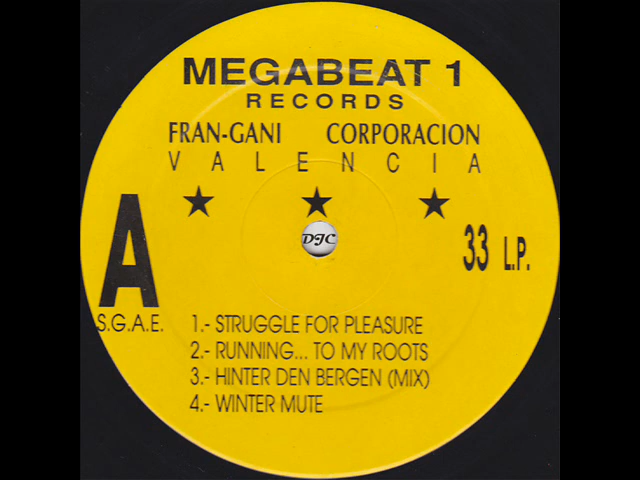 MEGABEAT 1
RECORDS
FRAN-GANI CORPORACION
VALENCIA
DJC
A
33 L.P.
S.G.A.E.
1.- STRUGGLE FOR PLEASURE
2.- RUNNING... TO MY ROOTS
3.- HINTER DEN BERGEN (MIX)
4.- WINTER MUTE